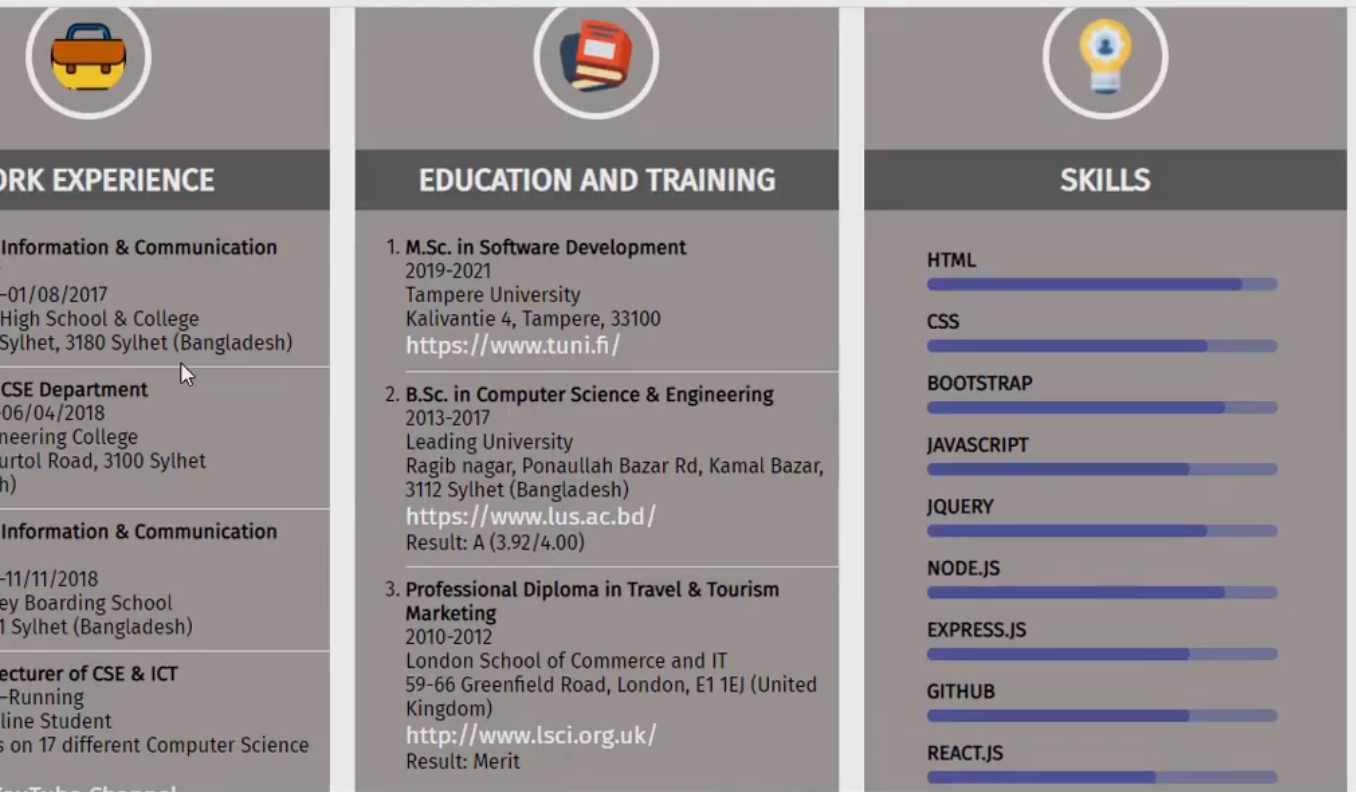 ORK EXPERIENCE
Information & Communication
-01/08/2017
High School & College
Sylhet, 3180 Sylhet (Bangladesh)
CSE Department
-06/04/2018
neering College
urtol Road, 3100 Sylhet
h)
Information & Communication
-11/11/2018
ey Boarding School
1 Sylhet (Bangladesh)
ecturer of CSE & ICT
-Running
line Student
s on 17 different Computer Science
YouTube Channel
EDUCATION AND TRAINING
1. M.Sc. in Software Development
2019-2021
Tampere University
Kalivantie 4, Tampere, 33100
https://www.tuni.fi/
2. B.Sc. in Computer Science & Engineering
2013-2017
Leading University
Ragib nagar, Ponaullah Bazar Rd, Kamal Bazar,
3112 Sylhet (Bangladesh)
https://www.lus.ac.bd/
Result: A (3.92/4.00)
3. Professional Diploma in Travel & Tourism
Marketing
2010-2012
London School of Commerce and IT
59-66 Greenfield Road, London, E1 1EJ (United
Kingdom)
http://www.lsci.org.uk/
Result: Merit
SKILLS
HTML
CSS
BOOTSTRAP
JAVASCRIPT
JQUERY
NODE.JS
EXPRESS.JS
GITHUB
REACT.JS